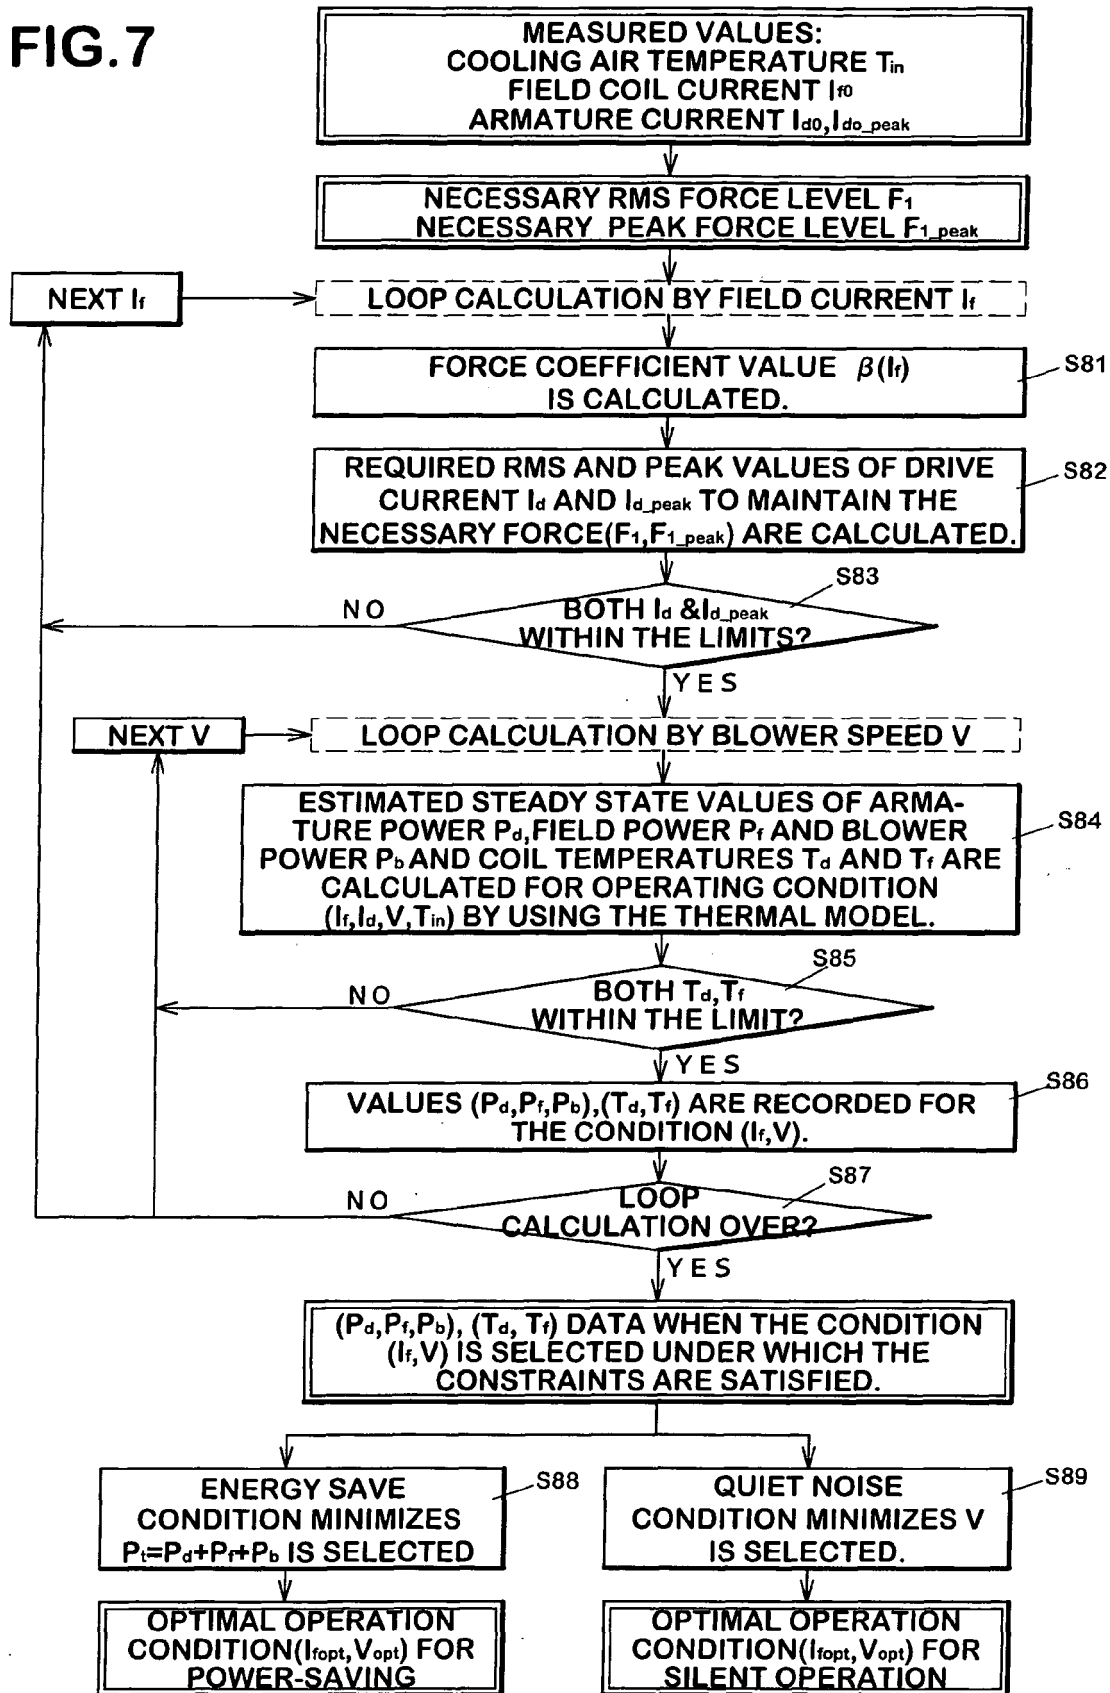 FIG.7
MEASURED VALUES:
COOLING AIR TEMPERATURE Tin
FIELD COIL CURRENT If0
ARMATURE CURRENT Id0,Ido_peak
NECESSARY RMS FORCE LEVEL F1
NECESSARY PEAK FORCE LEVEL F1_peak
NEXT If
LOOP CALCULATION BY FIELD CURRENT If
FORCE COEFFICIENT VALUE β(If)
IS CALCULATED.
S81
REQUIRED RMS AND PEAK VALUES OF DRIVE
CURRENT Id AND Id_peak TO MAINTAIN THE
NECESSARY FORCE(F1,F1_peak) ARE CALCULATED.
S82
S83
NO
BOTH Id &Id_peak
WITHIN THE LIMITS?
YES
NEXT V
LOOP CALCULATION BY BLOWER SPEED V
ESTIMATED STEADY STATE VALUES OF ARMA-
TURE POWER Pd,FIELD POWER Pf AND BLOWER
POWER Pb AND COIL TEMPERATURES Td AND Tf ARE
CALCULATED FOR OPERATING CONDITION
(If,Id,V,Tin) BY USING THE THERMAL MODEL.
S84
S85
NO
BOTH Td,Tf
WITHIN THE LIMIT?
YES
S86
VALUES (Pd,Pf,Pb),(Td,Tf) ARE RECORDED FOR
THE CONDITION (If,V).
S87
NO
LOOP
CALCULATION OVER?
YES
(Pd,Pf,Pb), (Td, Tf) DATA WHEN THE CONDITION
(If,V) IS SELECTED UNDER WHICH THE
CONSTRAINTS ARE SATISFIED.
ENERGY SAVE
CONDITION MINIMIZES
Pt=Pd+Pf+Pb IS SELECTED
S88
QUIET NOISE
CONDITION MINIMIZES V
IS SELECTED.
S89
OPTIMAL OPERATION
CONDITION(Ifopt,Vopt) FOR
POWER-SAVING
OPTIMAL OPERATION
CONDITION(Ifopt,Vopt) FOR
SILENT OPERATION